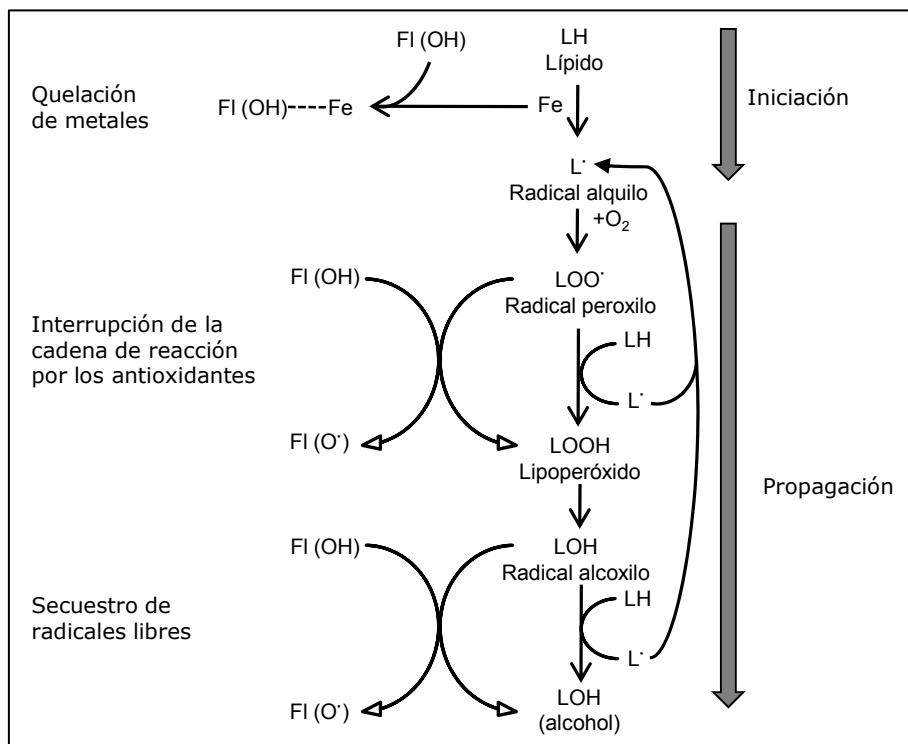 Fl (OH)
LH
Lípido
Quelación
de metales
Fl (OH)----Fe
Fe
Iniciación
L·
Radical alquilo
+O₂
Fl (OH)
LOO·
Radical peroxilo
Interrupción de la
cadena de reacción
por los antioxidantes
LH
L·
Fl (O·)
LOOH
Lipoperóxido
Propagación
Fl (OH)
LOH
Radical alcoxilo
Secuestro de
radicales libres
LH
L·
Fl (O·)
LOH
(alcohol)